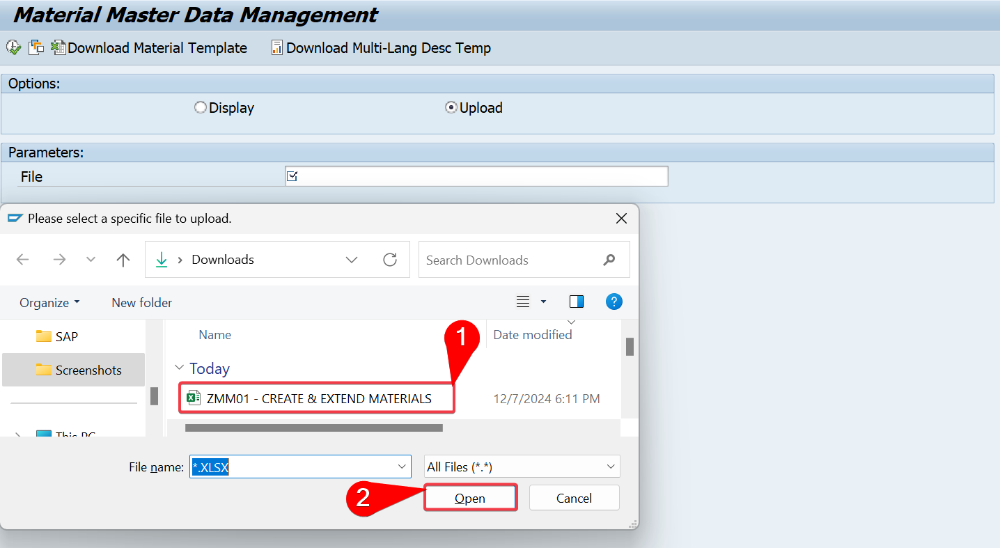 Material Master Data Management
Download Material Template Download Multi-Lang Desc Temp
Options:
Display Upload
Parameters:
File
Please select a specific file to upload.
Downloads Search Downloads
Organize New folder ?
SAP Name 1 Date modified
Screenshots Today
ZMM01 - CREATE & EXTEND MATERIALS 12/7/2024 6:11 PM
This PC
File name: *.XLSX All Files (*.*)
2 Open Cancel